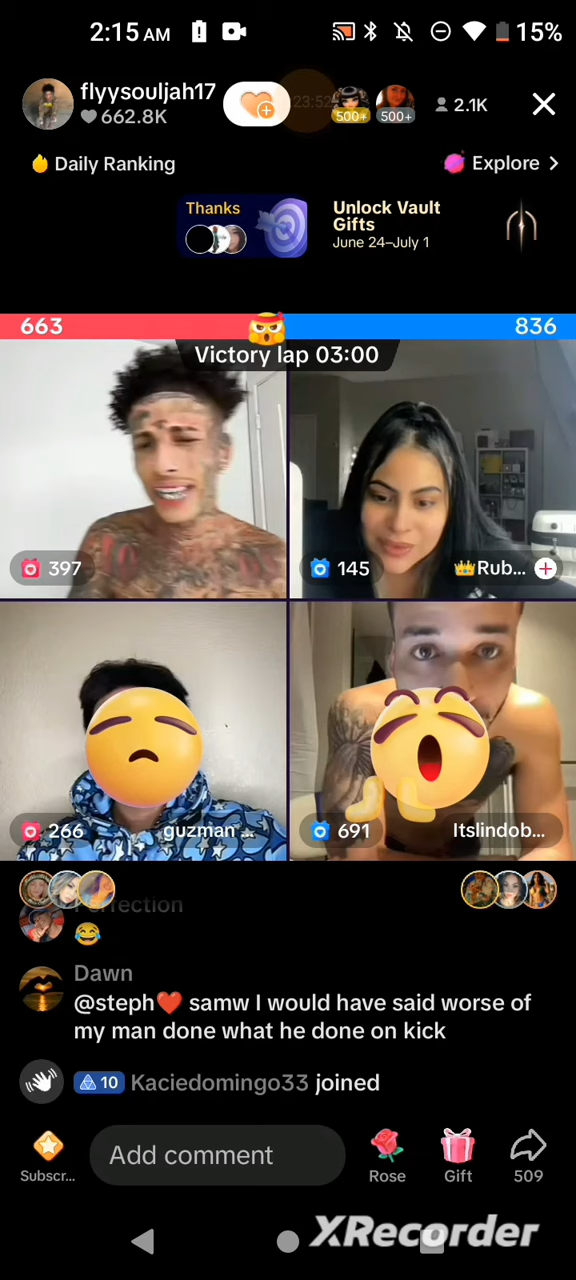 2:15 AM
15%
flyysouljah17
662.8K
23:52
500+
500+
2.1K
Daily Ranking
Explore
Thanks
Unlock Vault
Gifts
June 24–July 1
663
836
Victory lap 03:00
397
145
Rub...
266
guzman ...
691
Itslindob...
Perfection
😂
Dawn
@steph❤️ samw I would have said worse of
my man done what he done on kick
10 Kaciedomingo33 joined
Subscr...
Add comment
Rose
Gift
509
XRecorder